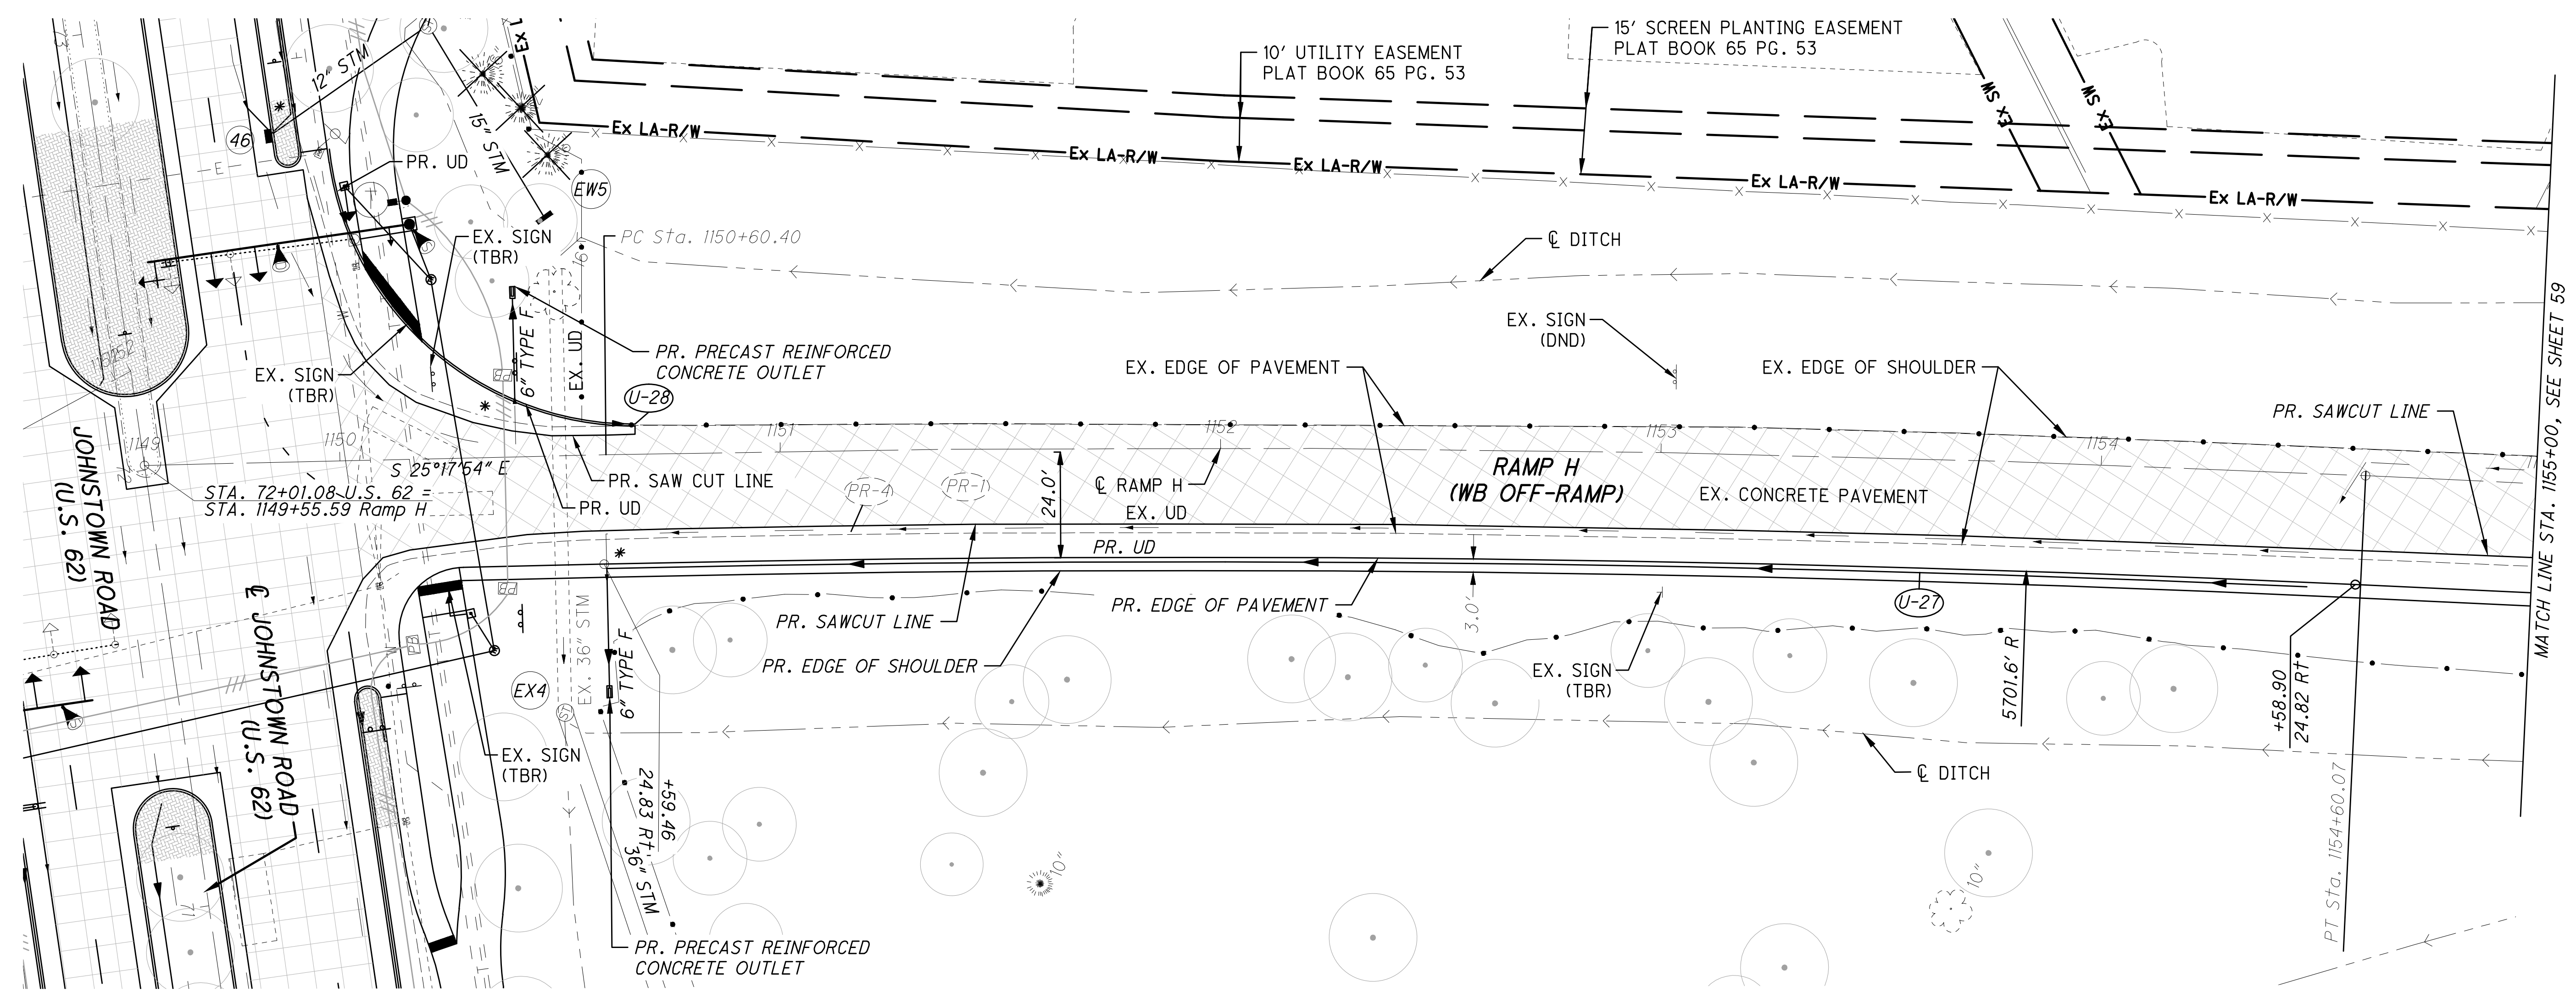 15' SCREEN PLANTING EASEMENT
PLAT BOOK 65 PG. 53
10' UTILITY EASEMENT
PLAT BOOK 65 PG. 53
12" STM
15" STM
46
PR. UD
EW5
Ex LA-R/W
Ex LA-R/W
Ex LA-R/W
Ex LA-R/W
Ex LA-R/W
Ex SW
Ex SW
EX. SIGN
(TBR)
PC Sta. 1150+60.40
℄ DITCH
16"
6" TYPE F
EX. UD
PR. PRECAST REINFORCED
CONCRETE OUTLET
EX. SIGN
(TBR)
U-28
EX. SIGN
(DND)
EX. EDGE OF PAVEMENT
EX. EDGE OF SHOULDER
PR. SAWCUT LINE
MATCH LINE STA. 1155+00, SEE SHEET 59
1149
1150
1151
1152
1153
1154
S 25°17'54" E
STA. 72+01.08 U.S. 62 =
STA. 1149+55.59 Ramp H
PR. SAW CUT LINE
PR. UD
PR-4
PR-1
24.0'
℄ RAMP H
EX. UD
RAMP H
(WB OFF-RAMP)
EX. CONCRETE PAVEMENT
JOHNSTOWN ROAD
(U.S. 62)
℄ JOHNSTOWN ROAD
(U.S. 62)
PR. UD
PR. SAWCUT LINE
PR. EDGE OF PAVEMENT
PR. EDGE OF SHOULDER
3.0'
U-27
EX. SIGN
(TBR)
5701.6' R
+58.90
24.82 Rt
EX4
EX. 36" STM
6" TYPE F
EX. SIGN
(TBR)
+59.46
24.83 Rt.
36" STM
℄ DITCH
PT Sta. 1154+60.07
10"
10"
71
72
73
PR. PRECAST REINFORCED
CONCRETE OUTLET